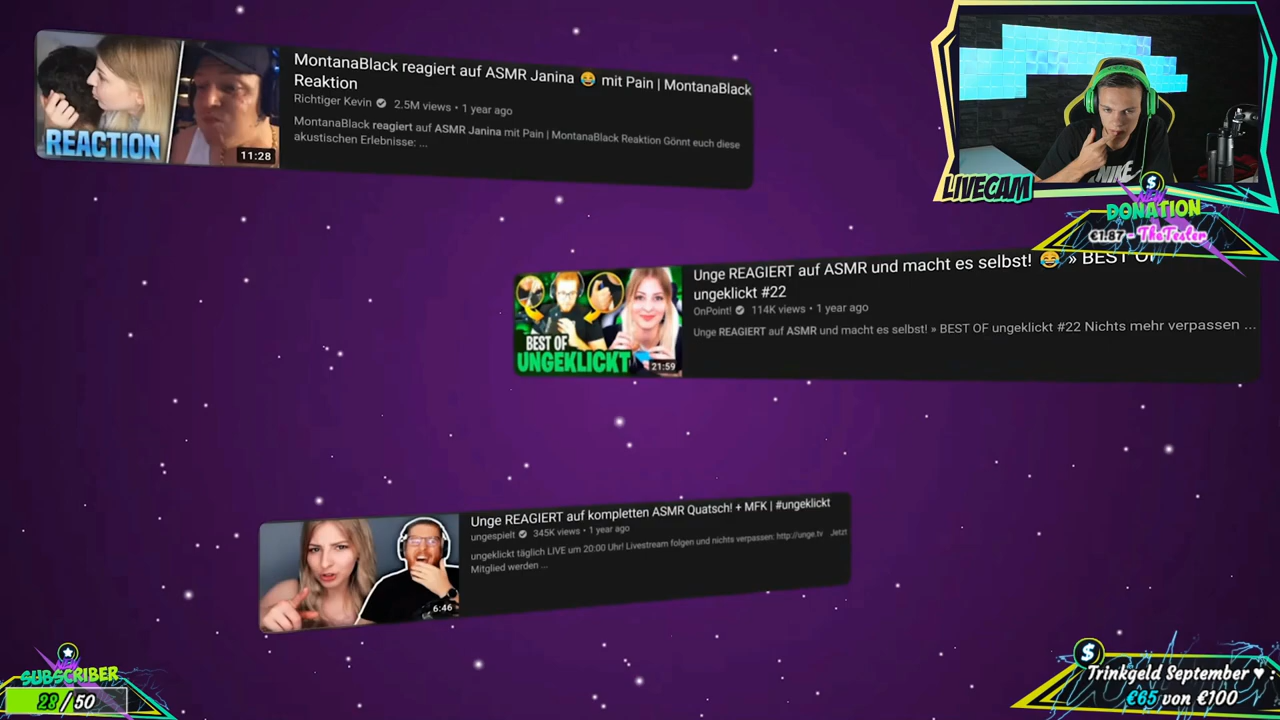 MontanaBlack reagiert auf ASMR Janina 😂 mit Pain | MontanaBlack
Reaktion
Richtiger Kevin 2.5M views • 1 year ago
MontanaBlack reagiert auf ASMR Janina mit Pain | MontanaBlack Reaktion Gönnt euch diese
akustischen Erlebnisse: ...
REACTION
11:28
NIKE
LIVECAM
$
NEW
DONATION
€1.87 - TheTester
Unge REAGIERT auf ASMR und macht es selbst! 😂 » BEST OF
ungeklickt #22
OnPoint! 114K views • 1 year ago
Unge REAGIERT auf ASMR und macht es selbst! » BEST OF ungeklickt #22 Nichts mehr verpassen ...
BEST OF
UNGEKLICKT
21:59
Unge REAGIERT auf kompletten ASMR Quatsch! + MFK | #ungeklickt
ungespielt 345K views • 1 year ago
ungeklickt täglich LIVE um 20:00 Uhr! Livestream folgen und nichts verpassen: http://unge.tv Jetzt
Mitglied werden ...
6:46
NEW
SUBSCRIBER
23 / 50
$
Trinkgeld September ♥ :
€65 von €100